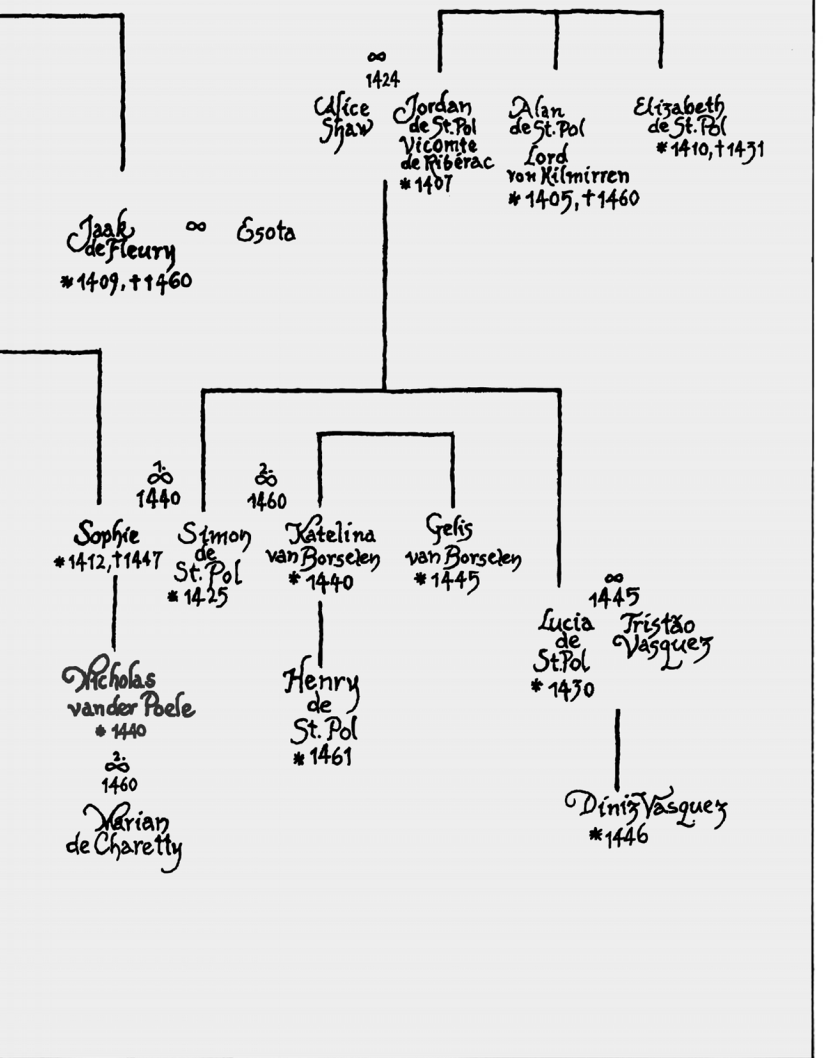 ∞
1424
Alice
Shaw
Jordan
de St. Pol
Vicomte
de Ribérac
* 1407
Alan
de St. Pol
Lord
von Kilmirren
* 1405, † 1460
Elizabeth
de St. Pol
* 1410, † 1431
Jaak
de Fleury
* 1409, † 1460
∞
Esota
1.
∞
1440
2.
∞
1460
Sophie
* 1412, † 1447
Simon
de
St. Pol
* 1425
Katelina
van Borselen
* 1440
Gelis
van Borselen
* 1445
∞
1445
Lucia
de
St. Pol
* 1430
Tristão
Vasquez
Nicholas
van der Poele
* 1440
2.
∞
1460
Marian
de Charetty
Henry
de
St. Pol
* 1461
Diniz Vasquez
* 1446